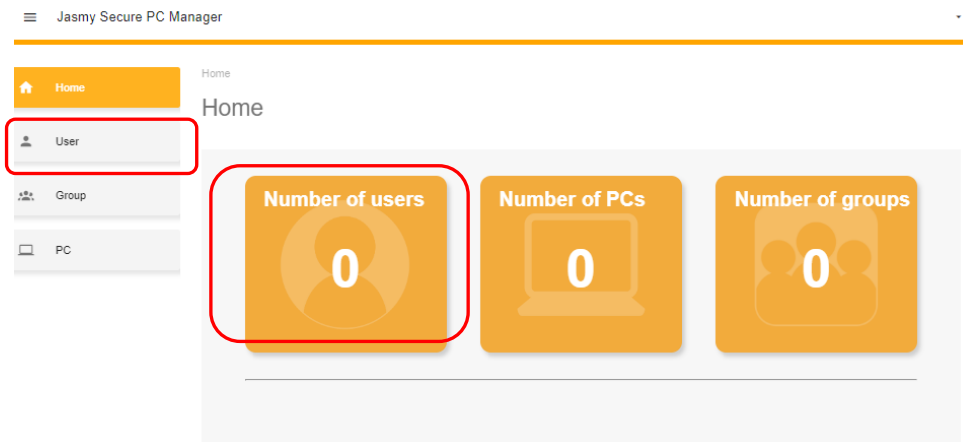 Jasmy Secure PC Manager
Home
Home
Home
User
Group
PC
Number of users
0
Number of PCs
0
Number of groups
0